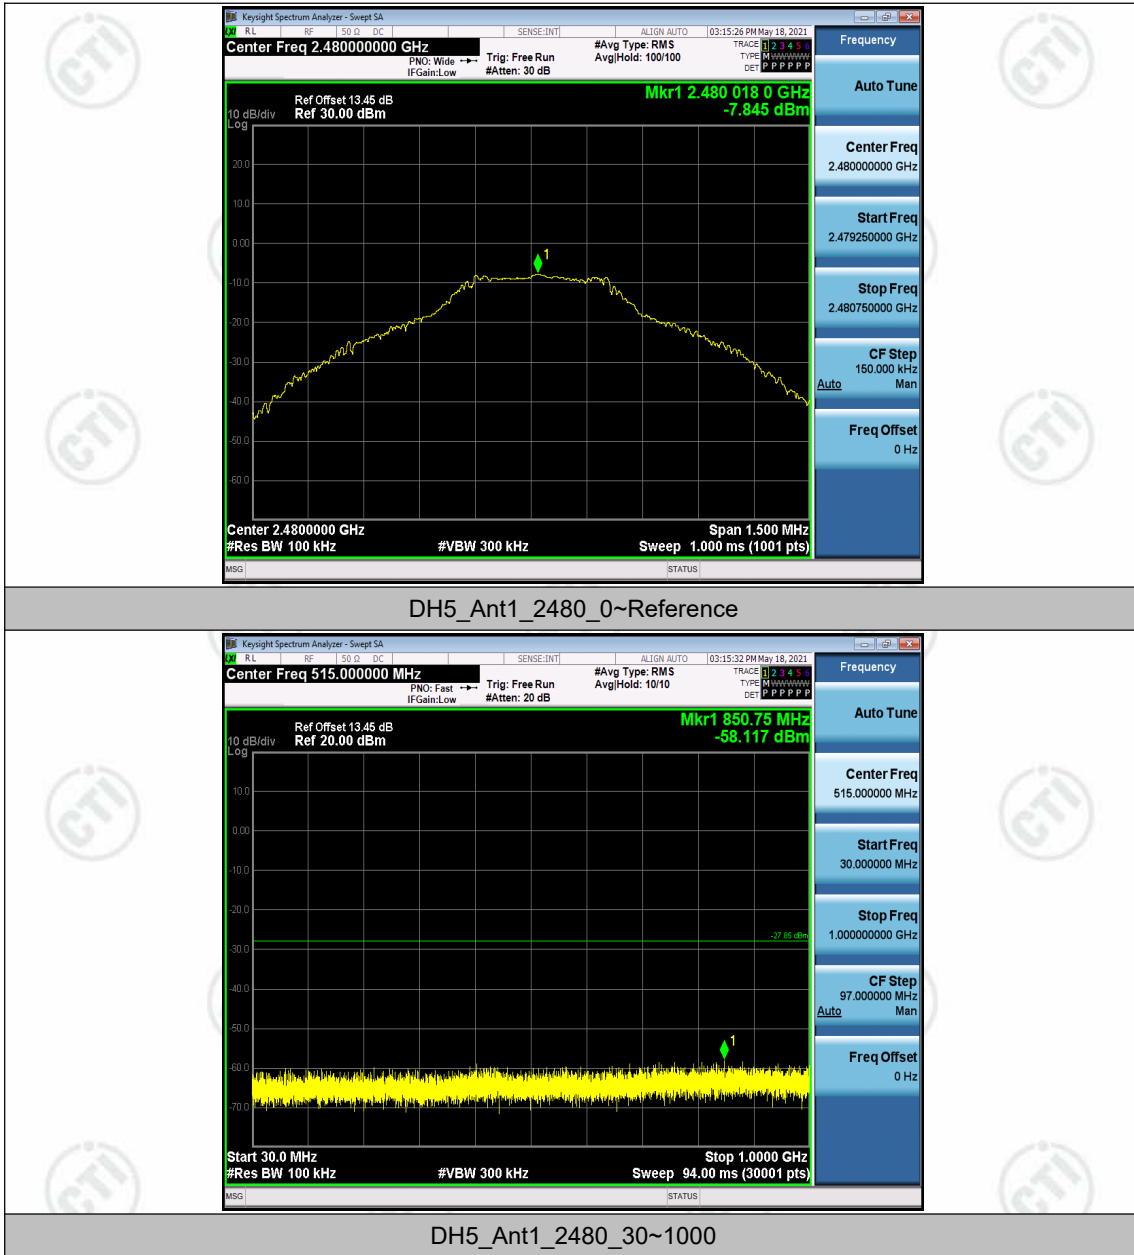 Keysight Spectrum Analyzer - Swept SA
LXI RL RF 50 Ω DC SENSE:INT ALIGN AUTO 03:15:26 PM May 18, 2021
Center Freq 2.480000000 GHz
PNO: Wide
IFGain:Low
Trig: Free Run
#Atten: 30 dB
#Avg Type: RMS
Avg|Hold: 100/100
TRACE 1 2 3 4 5 6
TYPE M WWWWW
DET P P P P P P
Ref Offset 13.45 dB
10 dB/div Ref 30.00 dBm
Log
Mkr1 2.480 018 0 GHz
-7.845 dBm
20.0
10.0
0.00
-10.0
-20.0
-30.0
-40.0
-50.0
-60.0
1
Center 2.4800000 GHz Span 1.500 MHz
#Res BW 100 kHz #VBW 300 kHz Sweep 1.000 ms (1001 pts)
MSG STATUS
Frequency
Auto Tune
Center Freq
2.480000000 GHz
Start Freq
2.479250000 GHz
Stop Freq
2.480750000 GHz
CF Step
150.000 kHz
Auto Man
Freq Offset
0 Hz
DH5_Ant1_2480_0~Reference
Keysight Spectrum Analyzer - Swept SA
LXI RL RF 50 Ω DC SENSE:INT ALIGN AUTO 03:15:32 PM May 18, 2021
Center Freq 515.000000 MHz
PNO: Fast
IFGain:Low
Trig: Free Run
#Atten: 20 dB
#Avg Type: RMS
Avg|Hold: 10/10
TRACE 1 2 3 4 5 6
TYPE M WWWWW
DET P P P P P P
Ref Offset 13.45 dB
10 dB/div Ref 20.00 dBm
Log
Mkr1 850.75 MHz
-58.117 dBm
10.0
0.00
-10.0
-20.0
-30.0
-40.0
-50.0
-60.0
-70.0
-27.85 dBm
1
Start 30.0 MHz Stop 1.0000 GHz
#Res BW 100 kHz #VBW 300 kHz Sweep 94.00 ms (30001 pts)
MSG STATUS
Frequency
Auto Tune
Center Freq
515.000000 MHz
Start Freq
30.000000 MHz
Stop Freq
1.000000000 GHz
CF Step
97.000000 MHz
Auto Man
Freq Offset
0 Hz
DH5_Ant1_2480_30~1000
CTI
CTI
CTI
CTI
CTI
CTI
CTI
CTI